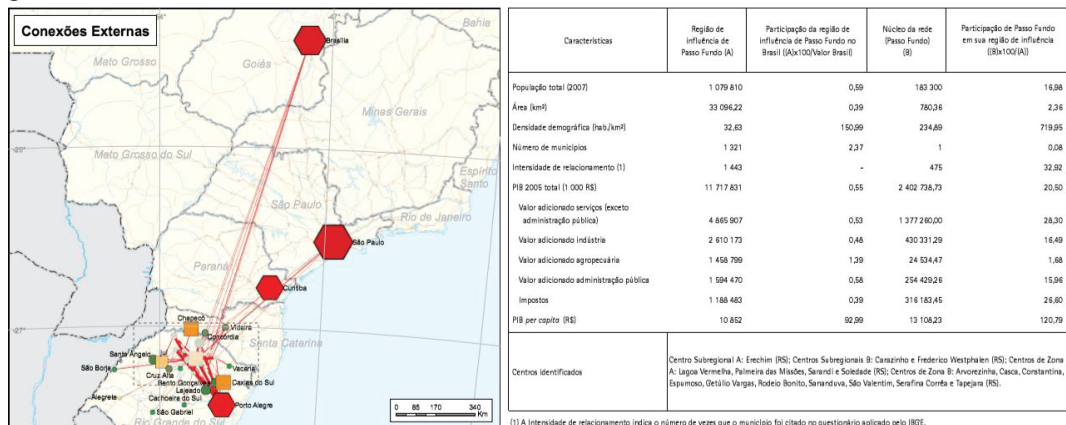 Conexões Externas
Bahia
Brasília
Mato Grosso
Goiás
Minas Gerais
Mato Grosso do Sul
Espírito
Santo
São Paulo
Rio de Janeiro
São Paulo
Paraná
Curitiba
-27
Chapecó
Videira
Concórdia
Santa Catarina
Santo Ângelo
São Borja
Cruz Alta
Vacaria
Bento Gonçalves
Caxias do Sul
Lajeado
Cachoeira do Sul
Alegrete
Porto Alegre
São Gabriel
Rio Grande do Sul
0 85 170 340
Km
Características
Região de
influência de
Passo Fundo (A)
Participação da região de
influência de Passo Fundo no
Brasil ((A)x100/Valor Brasil)
Núcleo da rede
(Passo Fundo)
(B)
Participação de Passo Fundo
em sua região de influência
((B)x100/(A))
População total (2007) 1 079 810 0,59 183 300 16,98
Área (km²) 33 096,22 0,39 780,36 2,36
Densidade demográfica (hab./km²) 32,63 150,99 234,89 719,95
Número de municípios 1 321 2,37 1 0,08
Intensidade de relacionamento (1) 1 443 - 475 32,92
PIB 2005 total (1 000 R$) 11 717 831 0,55 2 402 738,73 20,50
Valor adicionado serviços (exceto
administração pública) 4 865 907 0,53 1 377 260,00 28,30
Valor adicionado indústria 2 610 173 0,48 430 331,29 16,49
Valor adicionado agropecuária 1 458 799 1,39 24 534,47 1,68
Valor adicionado administração pública 1 594 470 0,58 254 429,26 15,96
Impostos 1 188 483 0,39 316 183,45 26,60
PIB per capita (R$) 10 852 92,99 13 108,23 120,79
Centros identificados
Centro Subregional A: Erechim (RS); Centros Subregionais B: Carazinho e Frederico Westphalen (RS); Centros de Zona
A: Lagoa Vermelha, Palmeira das Missões, Sarandi e Soledade (RS); Centros de Zona B: Arvorezinha, Casca, Constantina,
Espumoso, Getúlio Vargas, Rodeio Bonito, Sananduva, São Valentim, Serafina Corrêa e Tapejara (RS).
(1) A Intensidade de relacionamento indica o número de vezes que o município foi citado no questionário aplicado pelo IBGE.